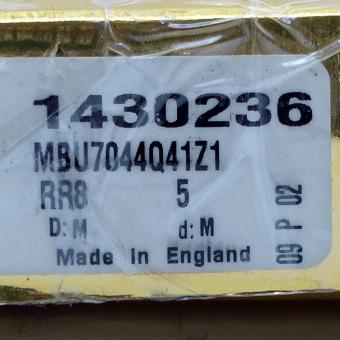 1430236
MBU7044Q41Z1
RR8 5
D: M d: M
Made in England
09 P 02